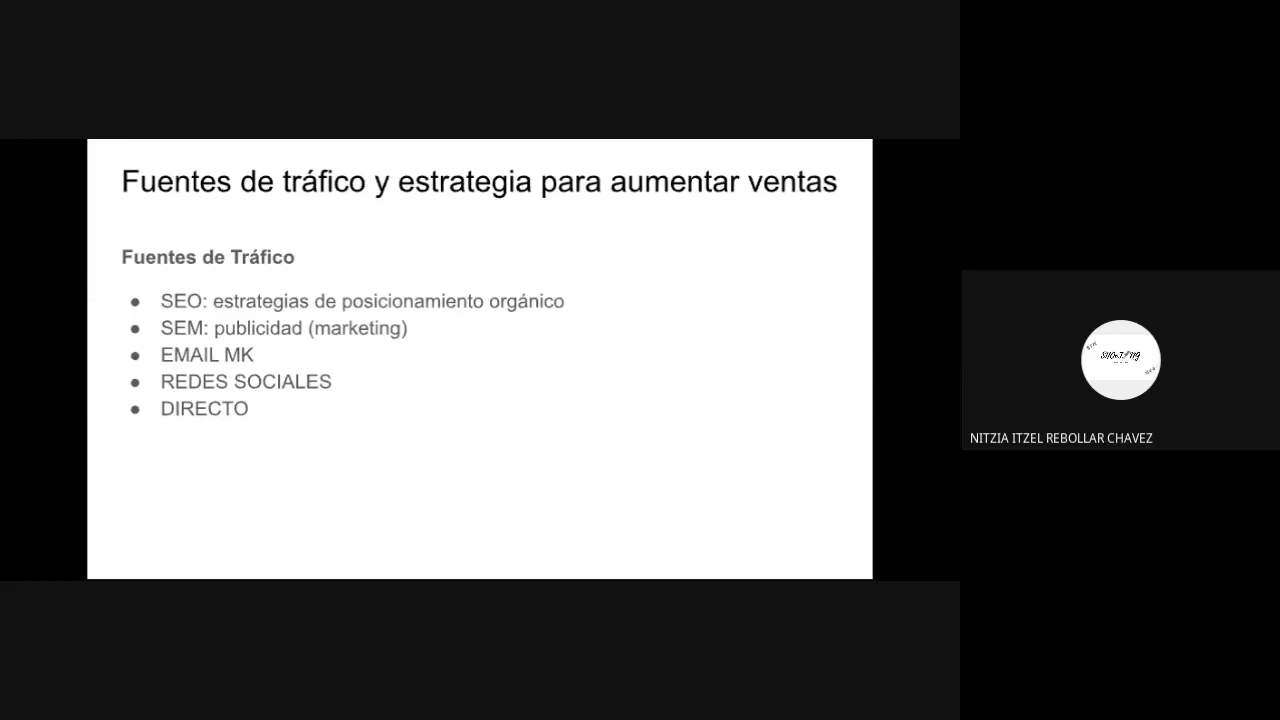 Fuentes de tráfico y estrategia para aumentar ventas
Fuentes de Tráfico
● SEO: estrategias de posicionamiento orgánico
● SEM: publicidad (marketing)
● EMAIL MK
● REDES SOCIALES
● DIRECTO
NITZIA ITZEL REBOLLAR CHAVEZ